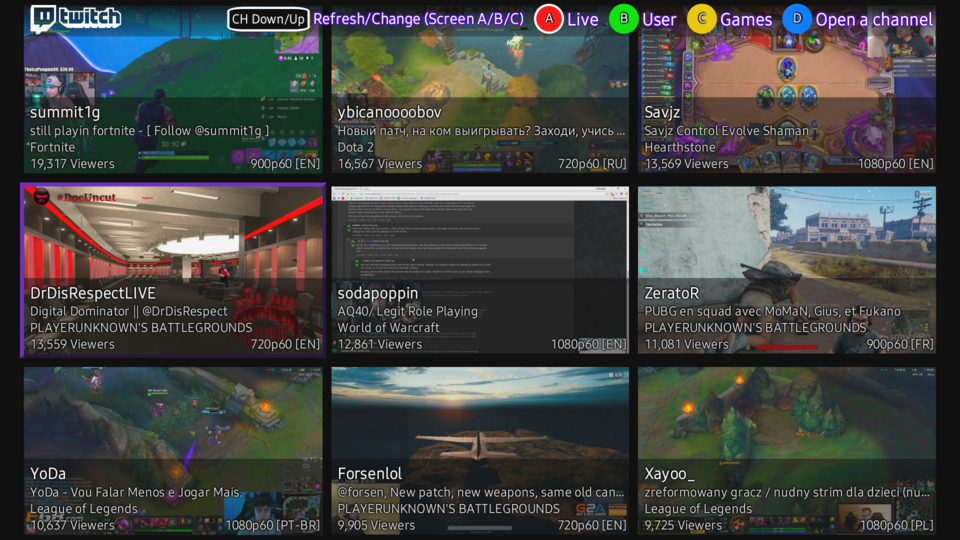 twitch
CH Down/Up Refresh/Change (Screen A/B/C) A Live B User C Games D Open a channel
summit1g
still playin fortnite - [ Follow @summit1g ]
Fortnite
19,317 Viewers 900p60 [EN]
ybicanoooobov
Новый патч, на ком выигрывать? Заходи, учись ...
Dota 2
16,567 Viewers 720p60 [RU]
Savjz
Savjz Control Evolve Shaman
Hearthstone
13,569 Viewers 1080p60 [EN]
#DocUncut
DrDisRespectLIVE
Digital Dominator || @DrDisRespect
PLAYERUNKNOWN'S BATTLEGROUNDS
13,559 Viewers 720p60 [EN]
sodapoppin
AQ40/ Legit Role Playing
World of Warcraft
12,861 Viewers 1080p60 [EN]
ZeratoR
PUBG en squad avec MoMaN, Gius, et Fukano
PLAYERUNKNOWN'S BATTLEGROUNDS
11,081 Viewers 900p60 [FR]
YoDa
YoDa - Vou Falar Menos e Jogar Mais.
League of Legends
10,637 Viewers 1080p60 [PT-BR]
Forsenlol
@forsen, New patch, new weapons, same old can...
PLAYERUNKNOWN'S BATTLEGROUNDS
9,905 Viewers 720p60 [EN]
G2A
Xayoo_
zreformowany gracz / nudny strim dla dzieci (nu...
League of Legends
9,725 Viewers 1080p60 [PL]